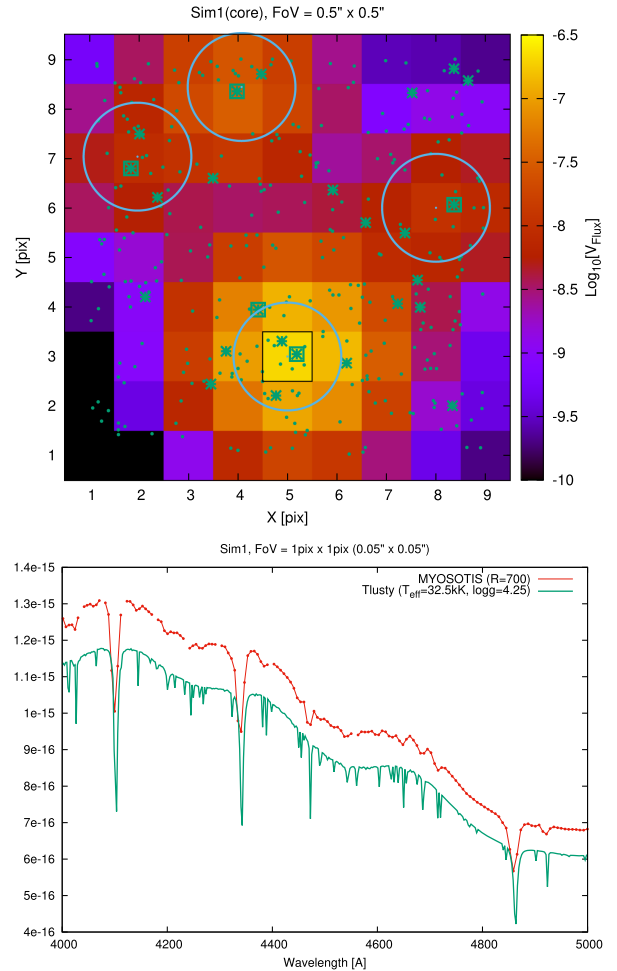 Sim1(core), FoV = 0.5" x 0.5"
9
8
7
6
5
4
3
2
1
Y [pix]
1 2 3 4 5 6 7 8 9
X [pix]
-6.5
-7
-7.5
-8
-8.5
-9
-9.5
-10
Log10[VFlux]
Sim1, FoV = 1pix x 1pix (0.05" x 0.05")
MYOSOTIS (R=700)
Tlusty (Teff=32.5kK, logg=4.25)
1.4e-15
1.3e-15
1.2e-15
1.1e-15
1e-15
9e-16
8e-16
7e-16
6e-16
5e-16
4e-16
4000 4200 4400 4600 4800 5000
Wavelength [A]